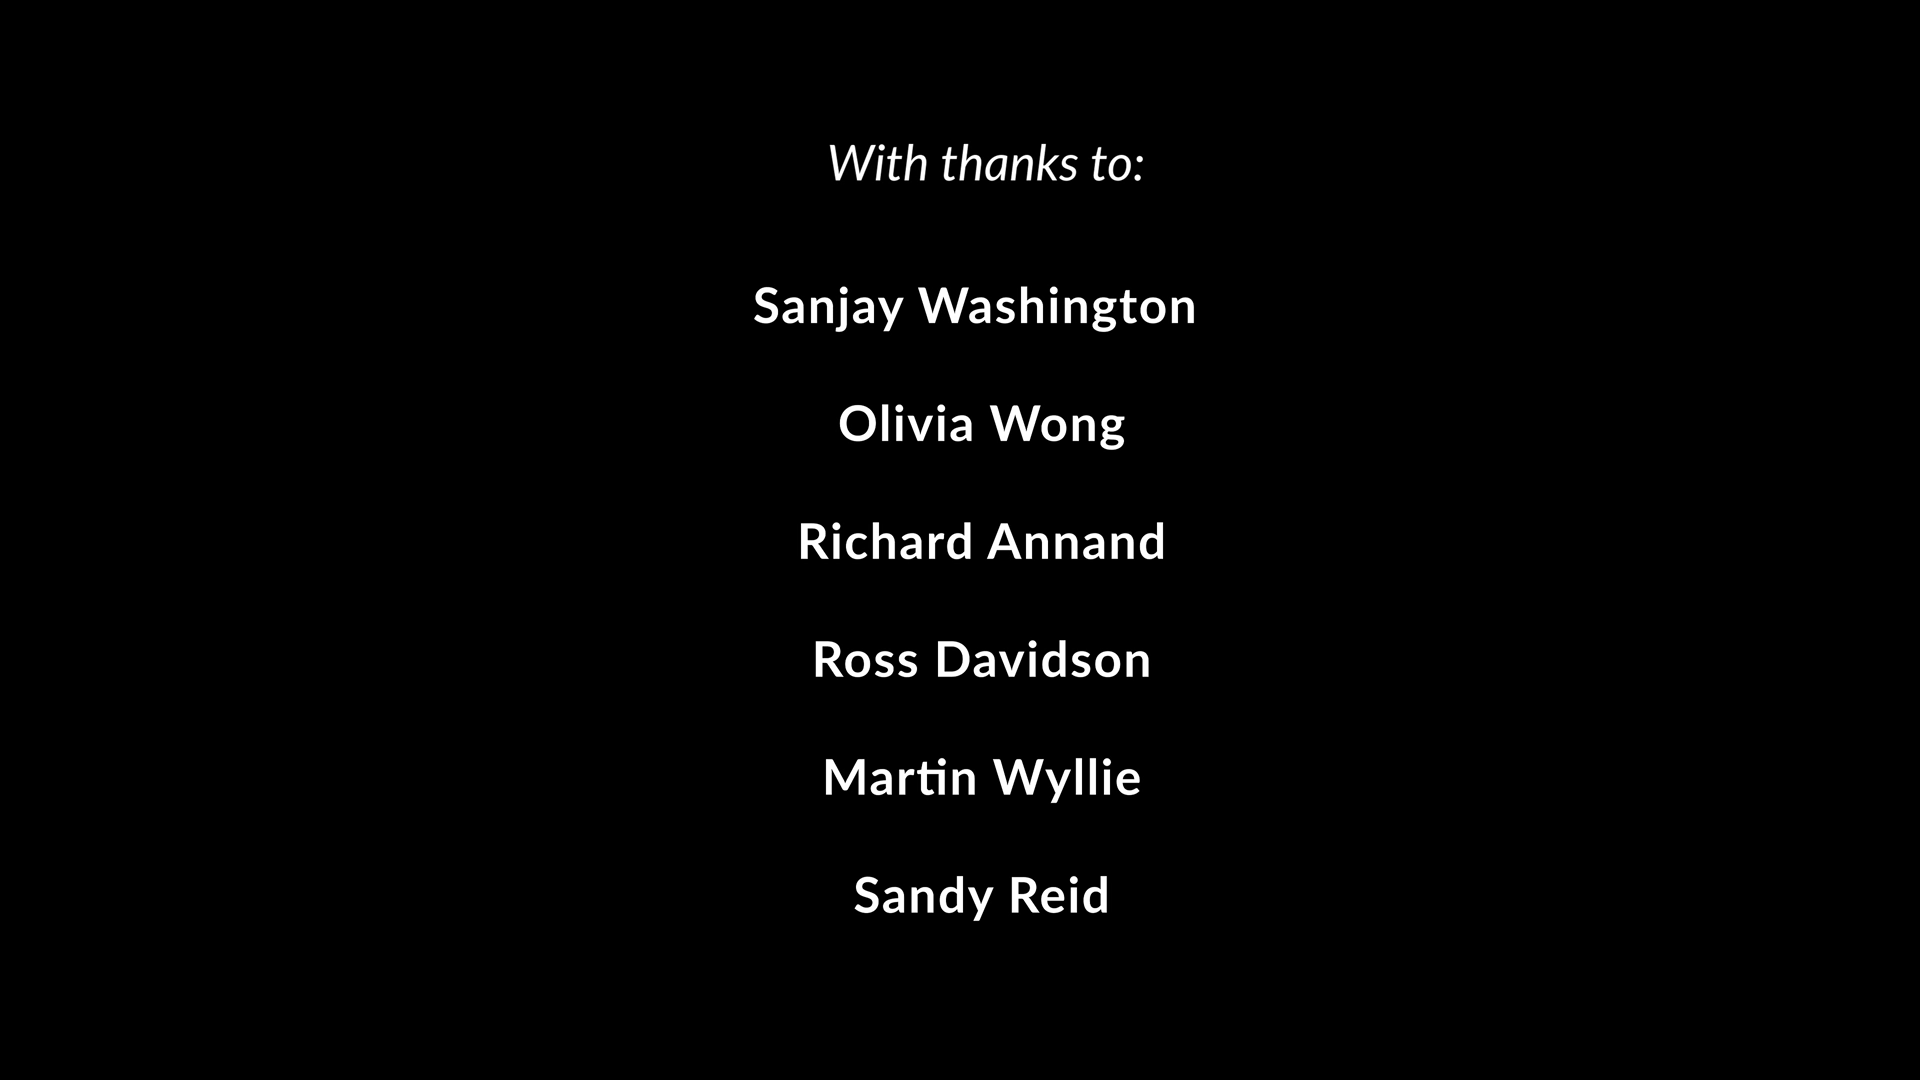 With thanks to:
Sanjay Washington
Olivia Wong
Richard Annand
Ross Davidson
Martin Wyllie
Sandy Reid